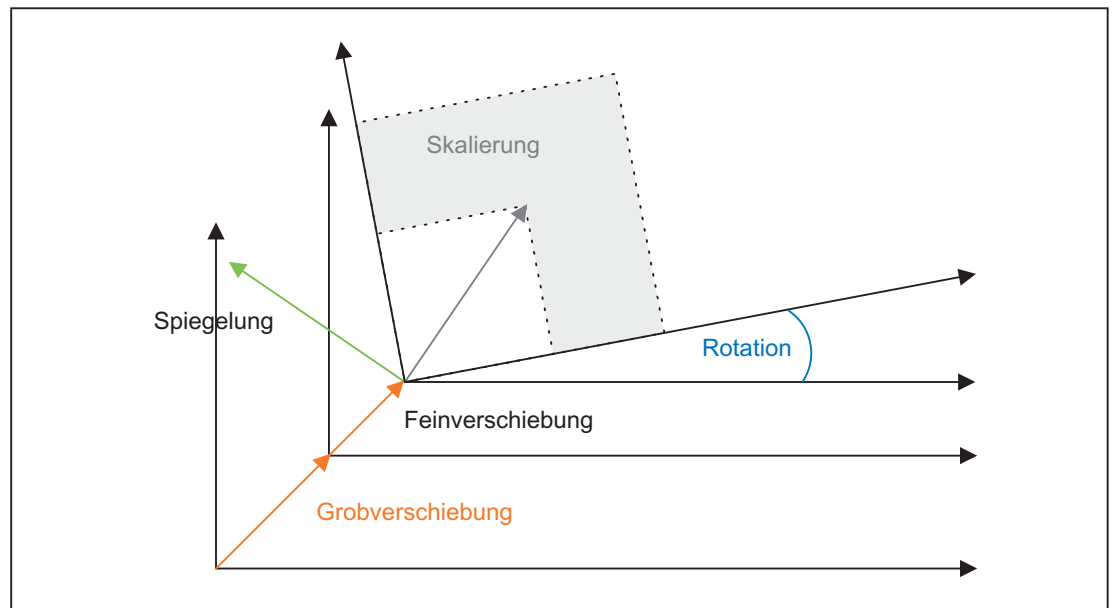 Skalierung
Spiegelung
Rotation
Feinverschiebung
Grobverschiebung